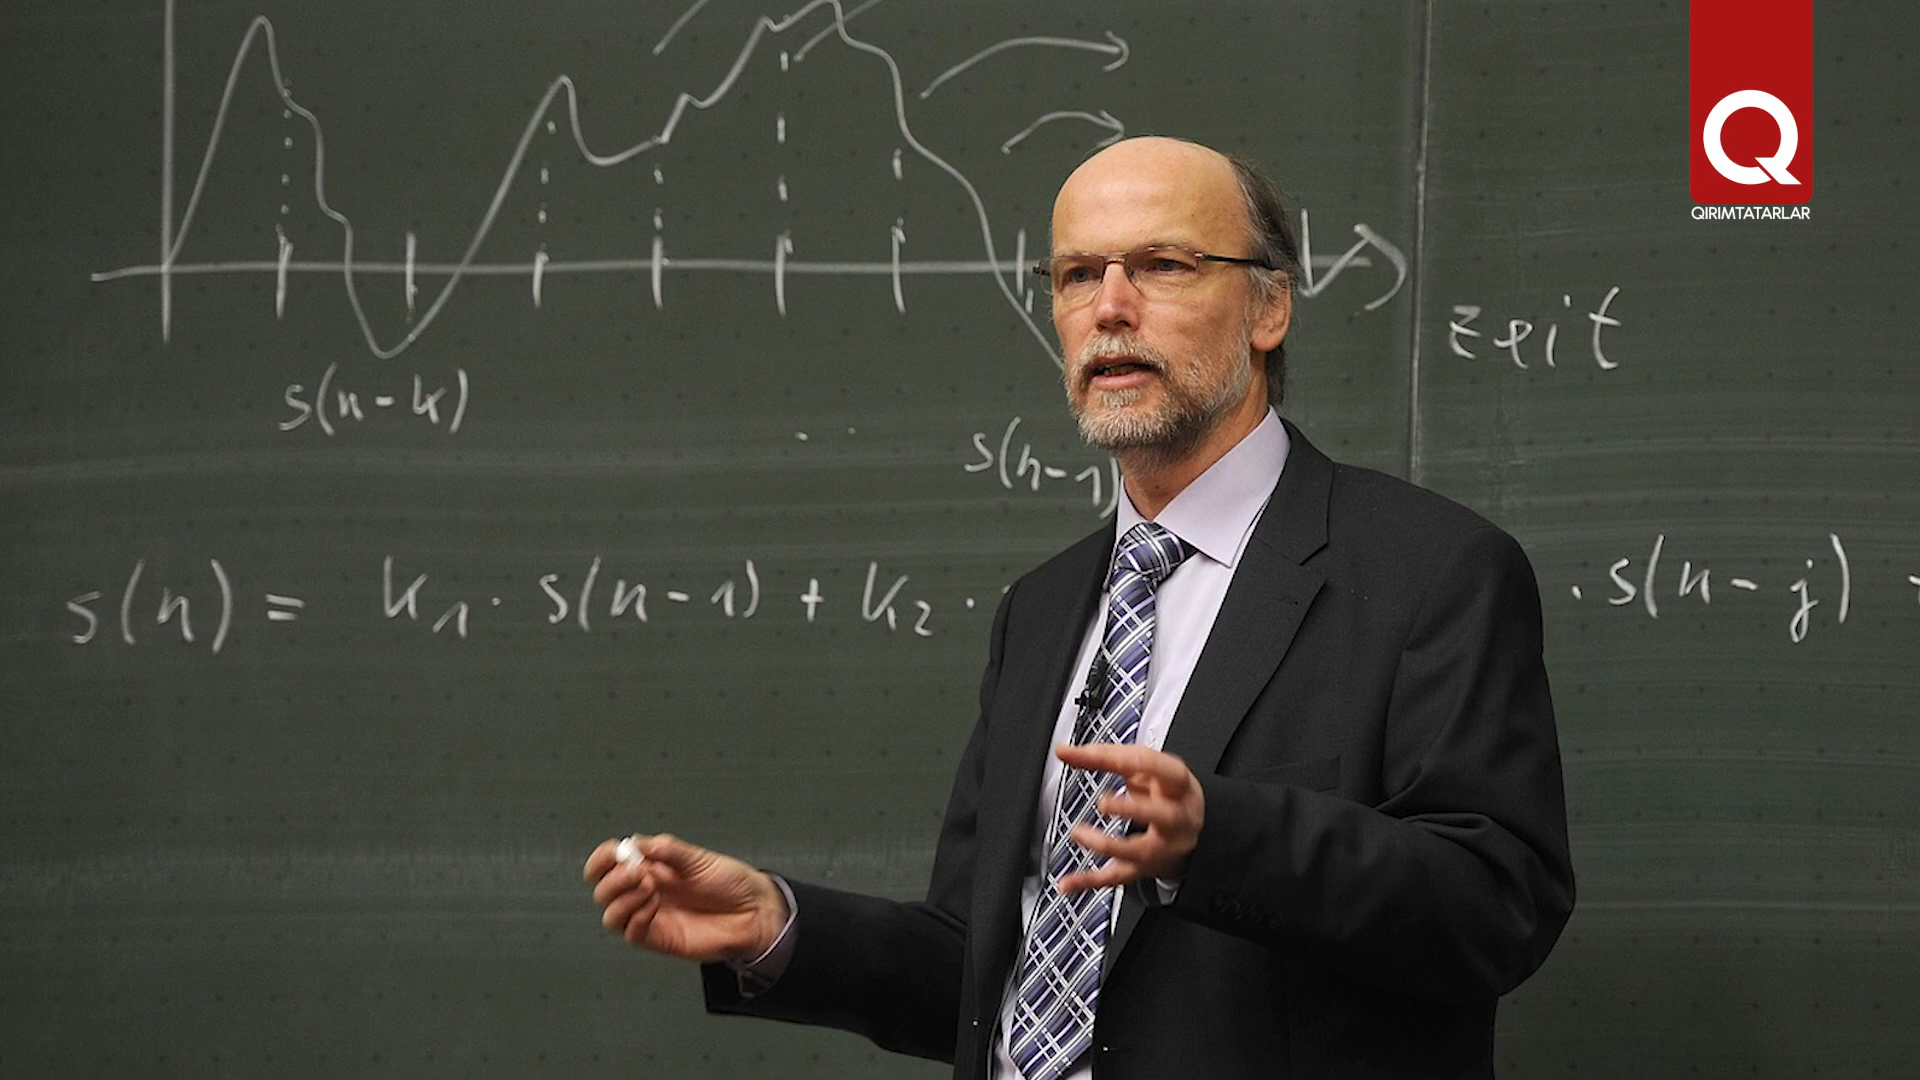 QIRIMTATARLAR
zeit
s(n-k)
s(n-1)
s(n) = k₁· s(n-1) + k₂ · · s(n-j)